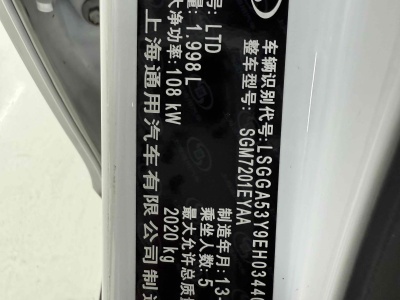 车辆识别代号: LSGGA53Y9EH0344
整车型号: SGM7201EYAA
号: LTD
量: 1.998 L
大净功率: 108 kW
制造年月: 13-
乘坐人数: 5
最大允许总质
2020 kg
上海通用汽车有限公司 制造